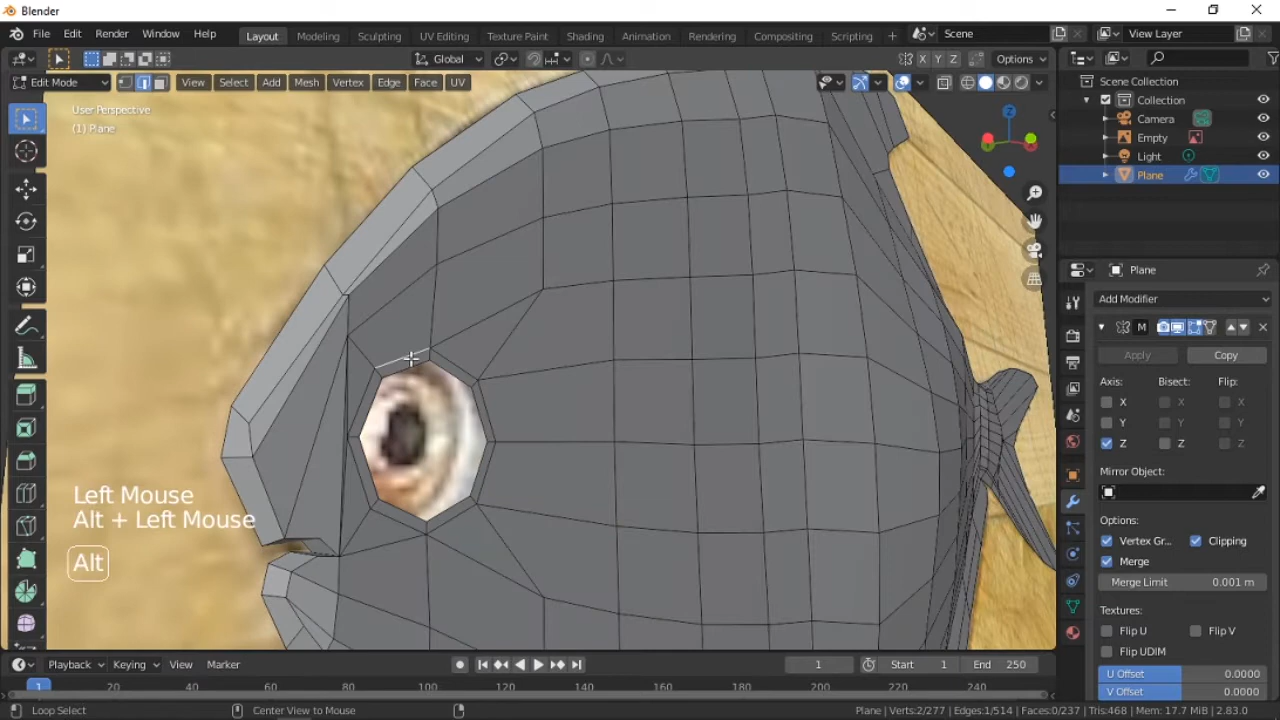 Blender
File Edit Render Window Help Layout Modeling Sculpting UV Editing Texture Paint Shading Animation Rendering Compositing Scripting + Scene View Layer
Global X Y Z Options
Edit Mode View Select Add Mesh Vertex Edge Face UV
User Perspective
(1) Plane
Scene Collection
Collection
Camera
Empty
Light
Plane
Plane
Add Modifier
M
Apply Copy
Axis: Bisect: Flip:
X X X
Y Y Y
Z Z Z
Mirror Object:
Options:
Vertex Gr... Clipping
Merge
Merge Limit 0.001 m
Textures:
Flip U Flip V
Flip UDIM
U Offset 0.0000
V Offset 0.0000
Left Mouse
Alt + Left Mouse
Alt
Playback Keying View Marker 1 Start 1 End 250
1 20 40 60 80 100 120 140 160 180 200 220 240
Loop Select Center View to Mouse Plane | Verts:2/277 | Edges:1/514 | Faces:0/237 | Tris:468 | Mem: 17.7 MiB | 2.83.0